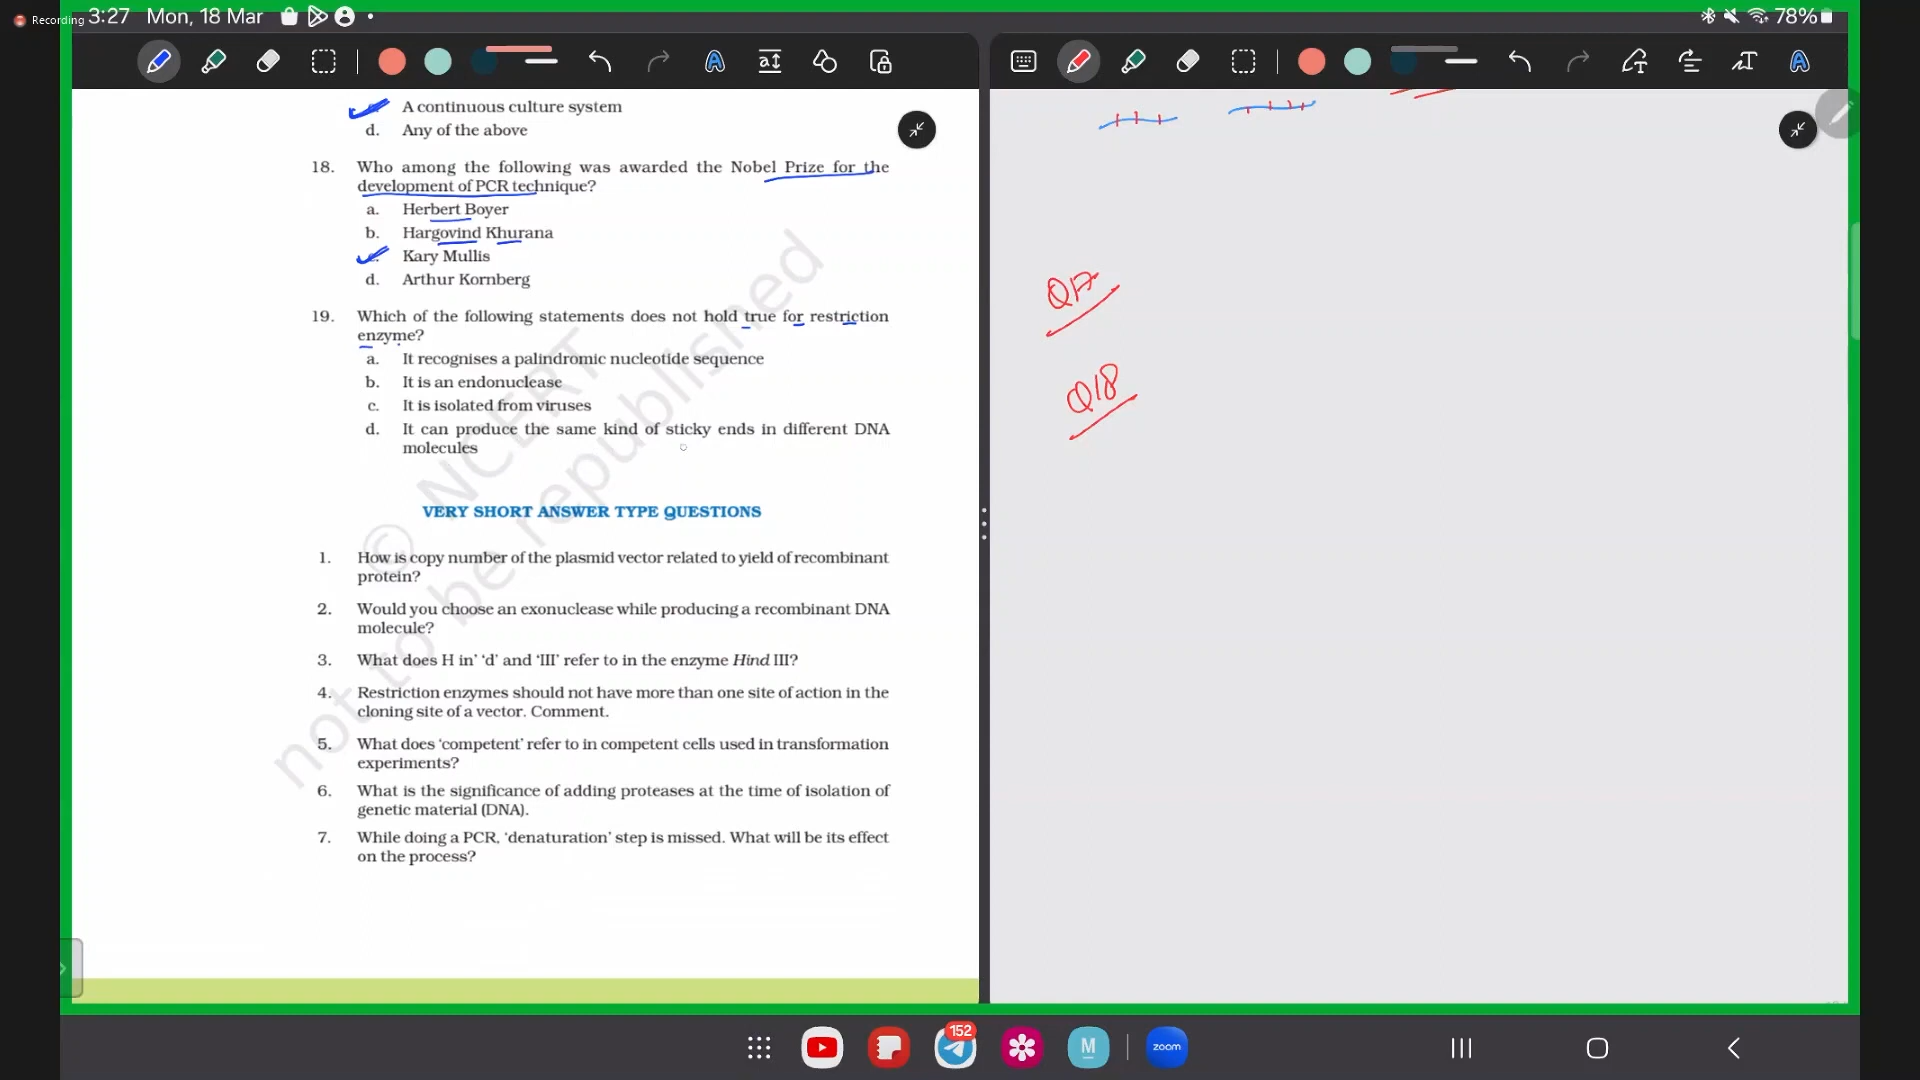 Recording 3:27 Mon, 18 Mar 78%
A continuous culture system
d. Any of the above
18. Who among the following was awarded the Nobel Prize for the
development of PCR technique?
a. Herbert Boyer
b. Hargovind Khurana
c. Kary Mullis
d. Arthur Kornberg
19. Which of the following statements does not hold true for restriction
enzyme?
a. It recognises a palindromic nucleotide sequence
b. It is an endonuclease
c. It is isolated from viruses
d. It can produce the same kind of sticky ends in different DNA
molecules
VERY SHORT ANSWER TYPE QUESTIONS
1. How is copy number of the plasmid vector related to yield of recombinant
protein?
2. Would you choose an exonuclease while producing a recombinant DNA
molecule?
3. What does H in' 'd' and 'III' refer to in the enzyme Hind III?
4. Restriction enzymes should not have more than one site of action in the
cloning site of a vector. Comment.
5. What does 'competent' refer to in competent cells used in transformation
experiments?
6. What is the significance of adding proteases at the time of isolation of
genetic material (DNA).
7. While doing a PCR, 'denaturation' step is missed. What will be its effect
on the process?
© NCERT
not to be republished
Q17
Q18
152
M
zoom